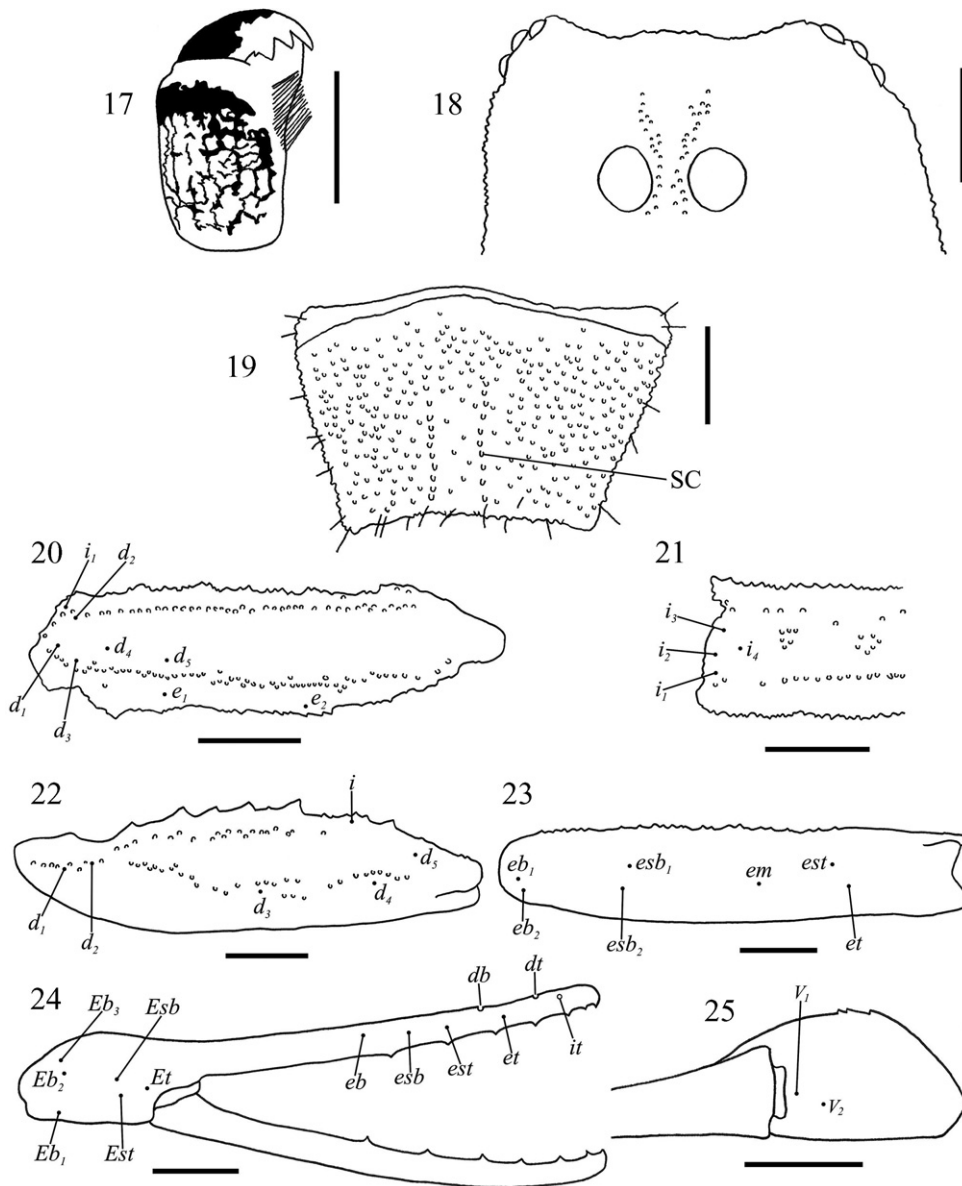 17
18
19
SC
20
i₁ d₂
d₄ d₅
d₁ d₃ e₁ e₂
21
i₃
i₂ i₄
i₁
22
i
d₅
d₁ d₂ d₃ d₄
23
eb₁ esb₁ em est
eb₂ esb₂ et
24
Eb₃ Esb db dt
Eb₂ Et eb esb est et it
Eb₁ Est
25
V₁
V₂